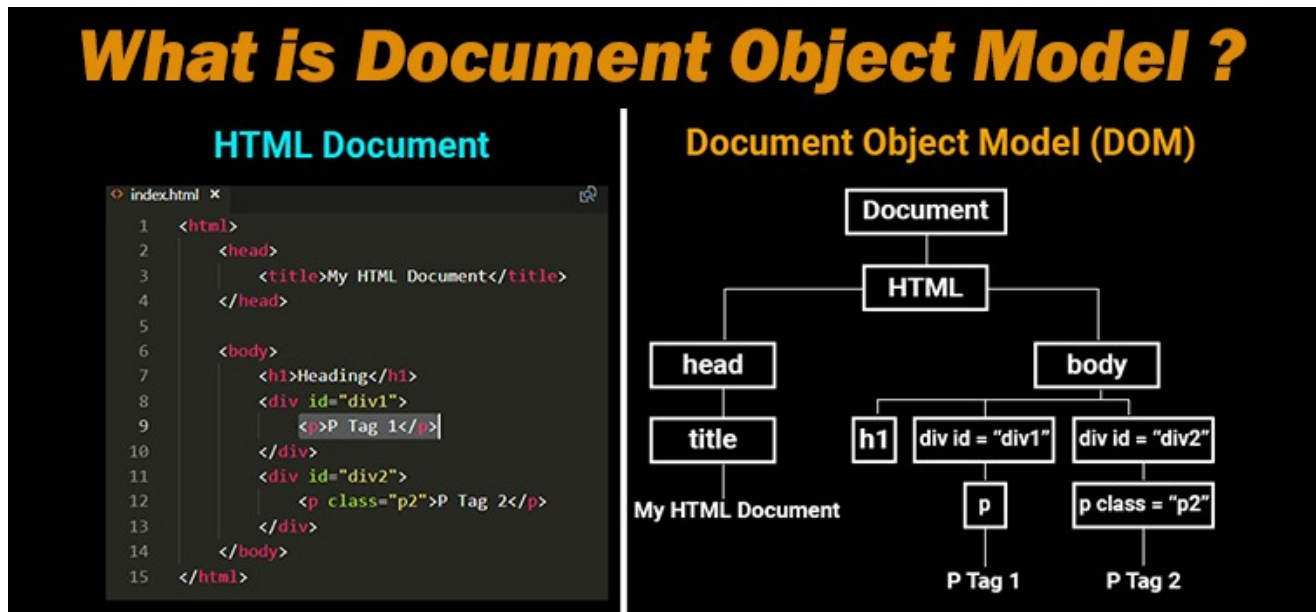 What is Document Object Model ?
HTML Document
index.html ×
1 <html>
2 <head>
3 <title>My HTML Document</title>
4 </head>
5
6 <body>
7 <h1>Heading</h1>
8 <div id="div1">
9 <p>P Tag 1</p>
10 </div>
11 <div id="div2">
12 <p class="p2">P Tag 2</p>
13 </div>
14 </body>
15 </html>
Document Object Model (DOM)
Document
HTML
head
body
title
h1
div id = “div1”
div id = “div2”
My HTML Document
p
p class = “p2”
P Tag 1
P Tag 2